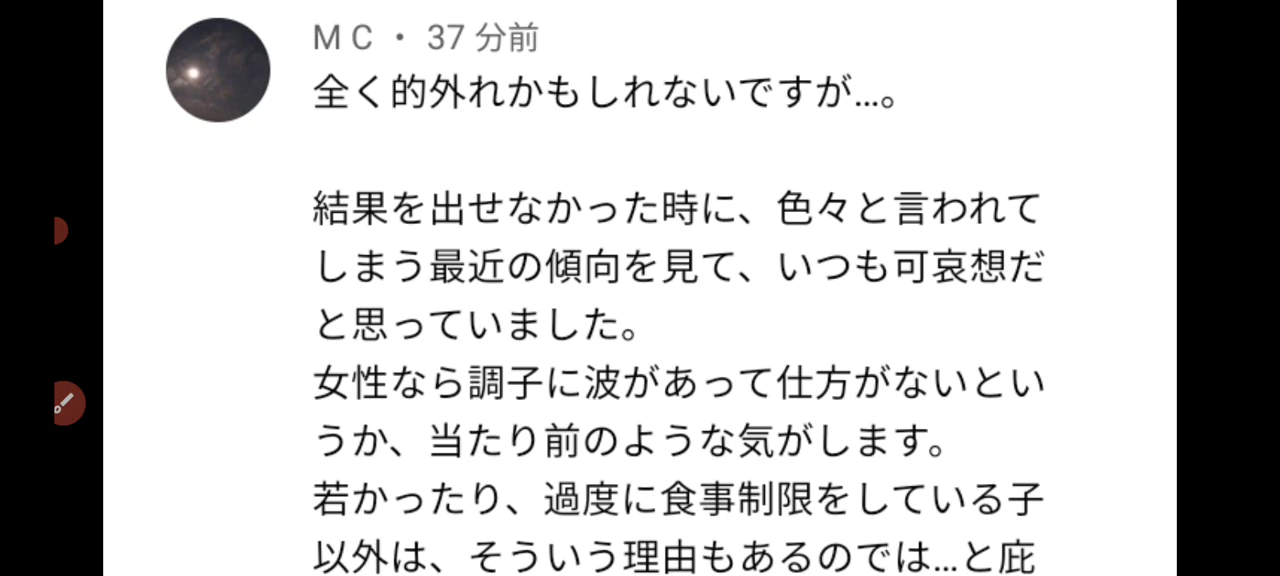 M C ・ 37 分前
全く的外れかもしれないですが...。
結果を出せなかった時に、色々と言われて
しまう最近の傾向を見て、いつも可哀想だ
と思っていました。
女性なら調子に波があって仕方がないとい
うか、当たり前のような気がします。
若かったり、過度に食事制限をしている子
以外は、そういう理由もあるのでは...と庇